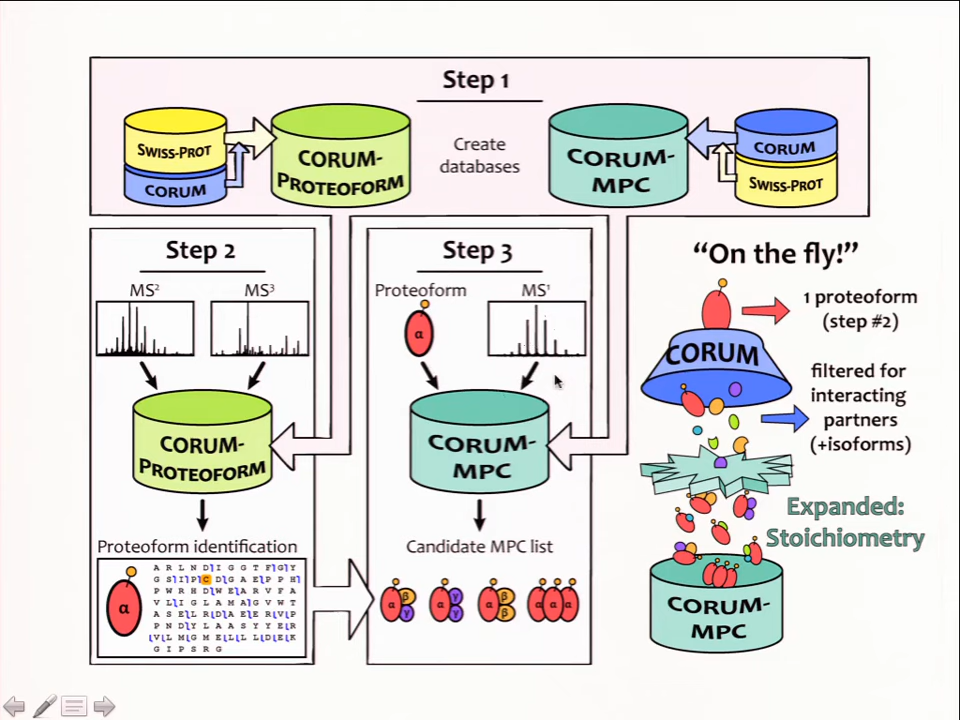 Step 1
SWISS-PROT
CORUM
CORUM-
PROTEOFORM
Create
databases
CORUM-
MPC
CORUM
SWISS-PROT
Step 2
MS²
MS³
CORUM-
PROTEOFORM
Proteoform identification
α
A R L N D I G G T F G Y
G S I P C D G A E P P H
P W R H D W E A R V F A
V L I G L A M A G V W T
A S E L R D A E E R V P
P N D Y L A A S Y Y E R
V L M G M E L L L D E K
G I P S R G
Step 3
Proteoform
MS¹
α
CORUM-
MPC
Candidate MPC list
α β γ
α γ γ
α β β
α α α
"On the fly!"
1 proteoform
(step #2)
CORUM
filtered for
interacting
partners
(+isoforms)
Expanded:
Stoichiometry
CORUM-
MPC